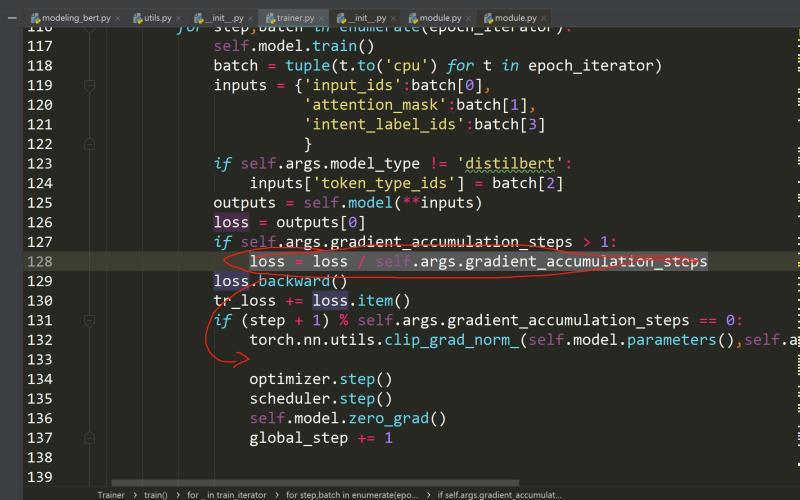 modeling_bert.py utils.py __init__.py trainer.py __init__.py module.py module.py
116 for step,batch in enumerate(epoch_iterator):
117 self.model.train()
118 batch = tuple(t.to('cpu') for t in epoch_iterator)
119 inputs = {'input_ids':batch[0],
120 'attention_mask':batch[1],
121 'intent_label_ids':batch[3]
122 }
123 if self.args.model_type != 'distilbert':
124 inputs['token_type_ids'] = batch[2]
125 outputs = self.model(**inputs)
126 loss = outputs[0]
127 if self.args.gradient_accumulation_steps > 1:
128 loss = loss / self.args.gradient_accumulation_steps
129 loss.backward()
130 tr_loss += loss.item()
131 if (step + 1) % self.args.gradient_accumulation_steps == 0:
132 torch.nn.utils.clip_grad_norm_(self.model.parameters(),self.a
133
134 optimizer.step()
135 scheduler.step()
136 self.model.zero_grad()
137 global_step += 1
138
139
Trainer > train() > for _ in train_iterator > for step,batch in enumerate(epo... > if self.args.gradient_accumulat...